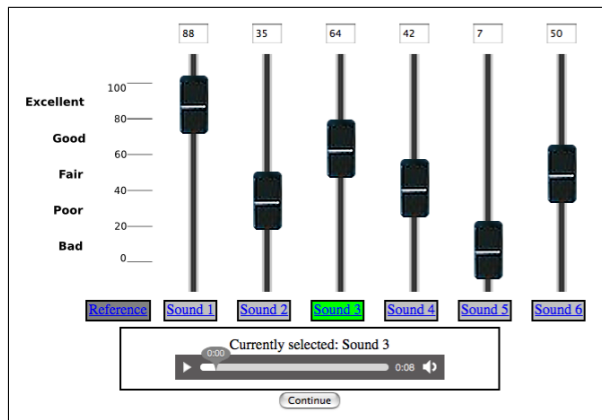 88 35 64 42 7 50
100
Excellent
80
Good
60
Fair
40
Poor
20
Bad
0
Reference Sound 1 Sound 2 Sound 3 Sound 4 Sound 5 Sound 6
Currently selected: Sound 3
0:00
0:08
Continue